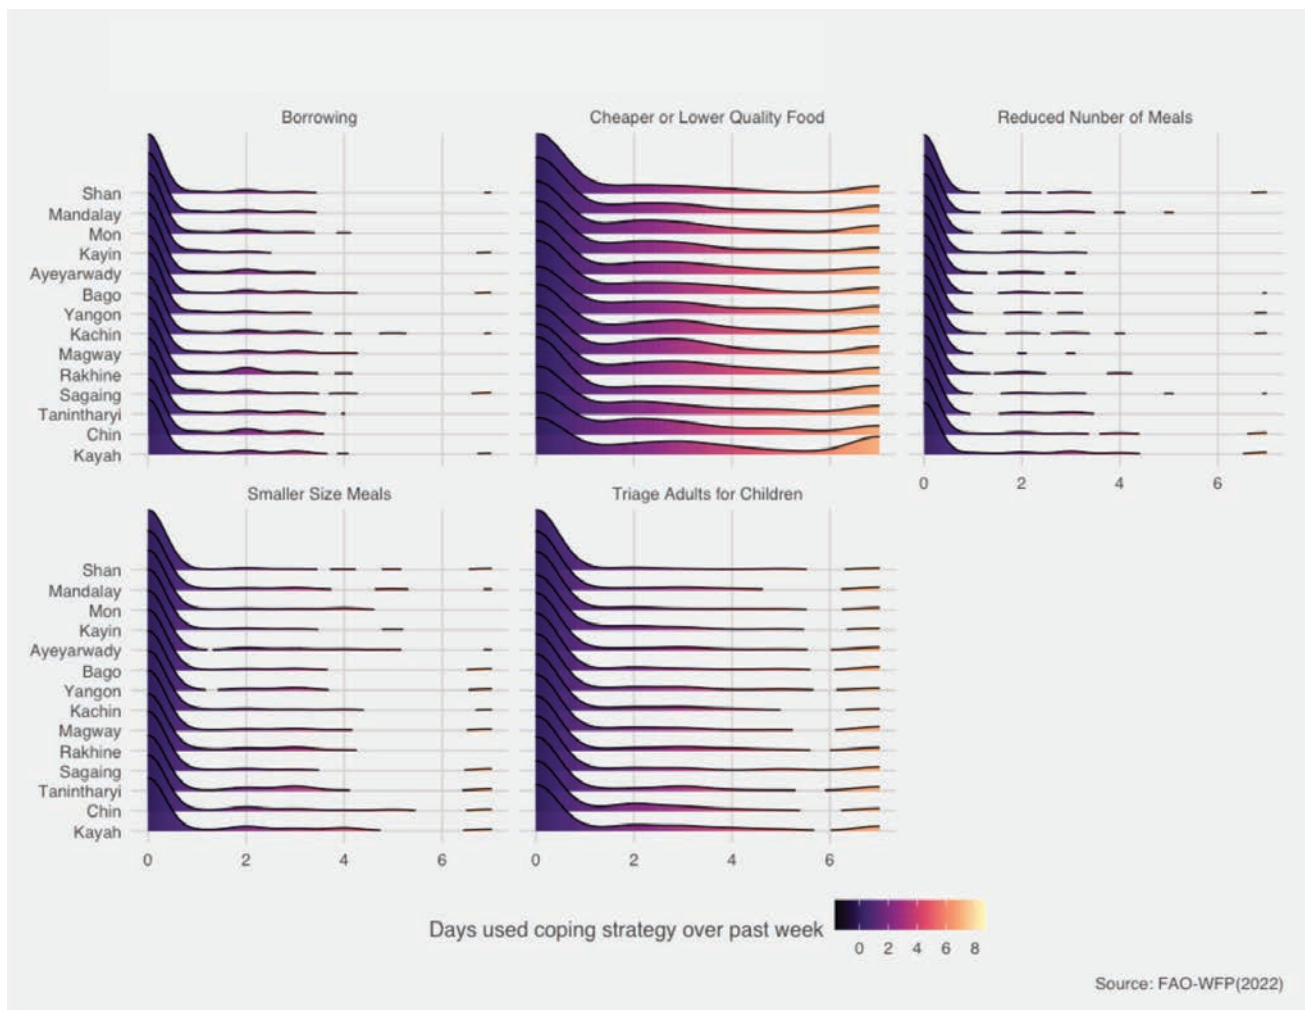 Borrowing
Cheaper or Lower Quality Food
Reduced Nunber of Meals
Shan
Mandalay
Mon
Kayin
Ayeyarwady
Bago
Yangon
Kachin
Magway
Rakhine
Sagaing
Tanintharyi
Chin
Kayah
0 2 4 6
Smaller Size Meals
Triage Adults for Children
Shan
Mandalay
Mon
Kayin
Ayeyarwady
Bago
Yangon
Kachin
Magway
Rakhine
Sagaing
Tanintharyi
Chin
Kayah
0 2 4 6
0 2 4 6
Days used coping strategy over past week
0 2 4 6 8
Source: FAO-WFP(2022)